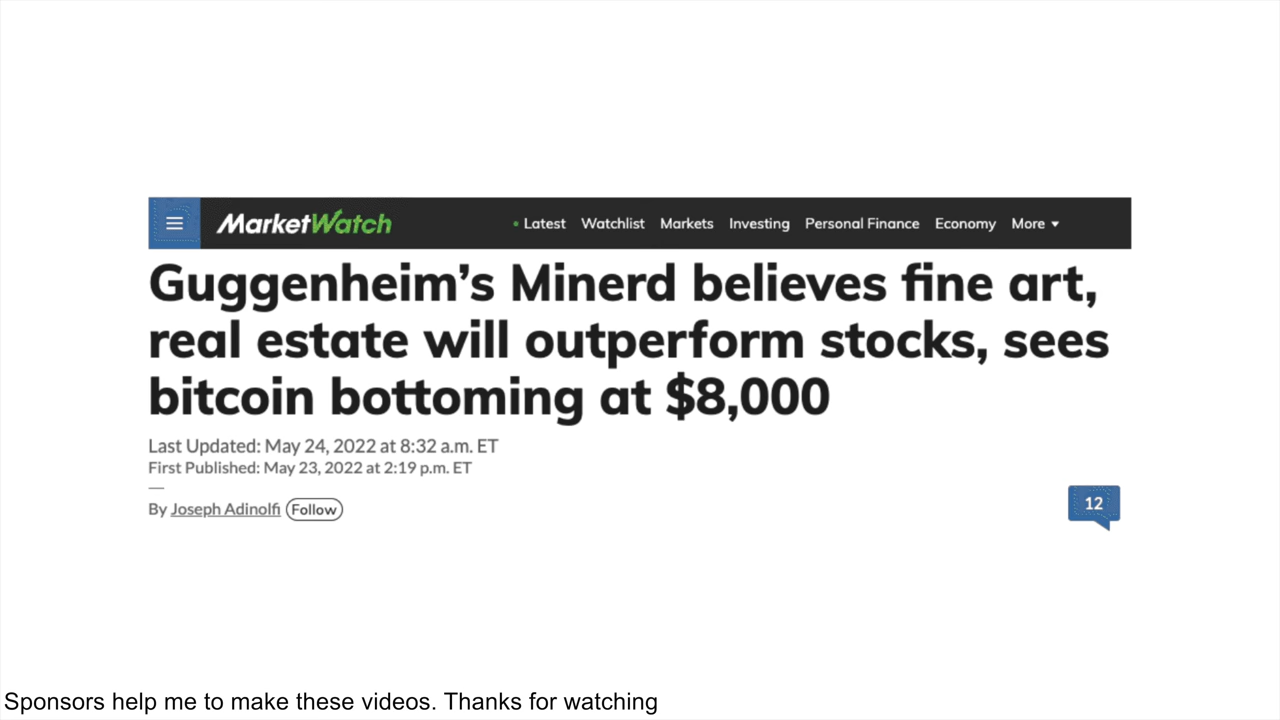 MarketWatch
• Latest Watchlist Markets Investing Personal Finance Economy More
Guggenheim’s Minerd believes fine art,
real estate will outperform stocks, sees
bitcoin bottoming at $8,000
Last Updated: May 24, 2022 at 8:32 a.m. ET
First Published: May 23, 2022 at 2:19 p.m. ET
—
By Joseph Adinolfi Follow
12
Sponsors help me to make these videos. Thanks for watching